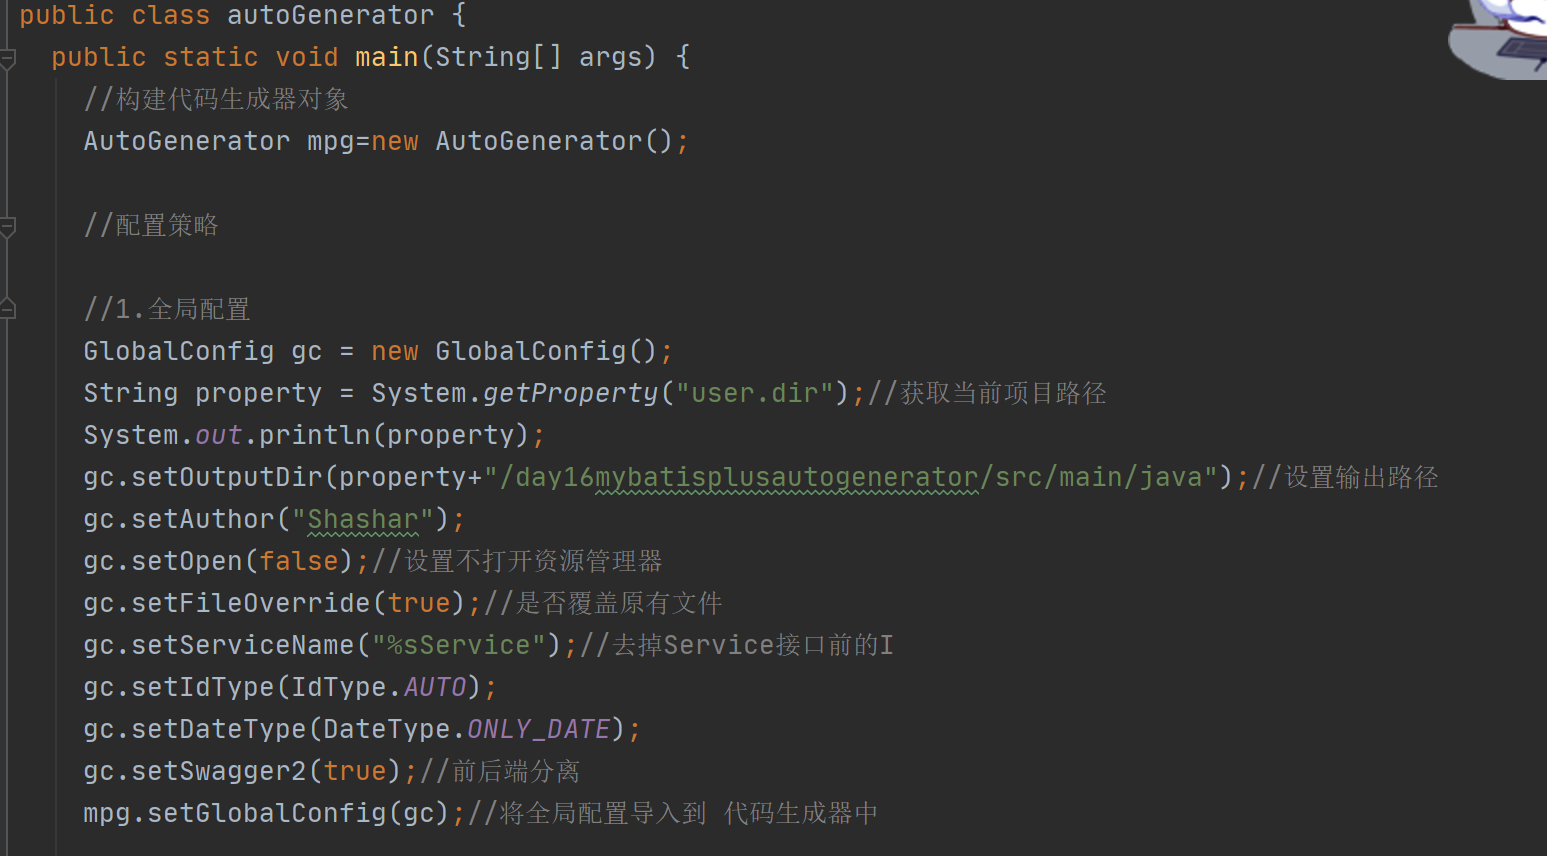 public class autoGenerator {
public static void main(String[] args) {
//构建代码生成器对象
AutoGenerator mpg=new AutoGenerator();
//配置策略
//1.全局配置
GlobalConfig gc = new GlobalConfig();
String property = System.getProperty("user.dir");//获取当前项目路径
System.out.println(property);
gc.setOutputDir(property+"/day16mybatisplusautogenerator/src/main/java");//设置输出路径
gc.setAuthor("Shashar");
gc.setOpen(false);//设置不打开资源管理器
gc.setFileOverride(true);//是否覆盖原有文件
gc.setServiceName("%sService");//去掉Service接口前的I
gc.setIdType(IdType.AUTO);
gc.setDateType(DateType.ONLY_DATE);
gc.setSwagger2(true);//前后端分离
mpg.setGlobalConfig(gc);//将全局配置导入到 代码生成器中